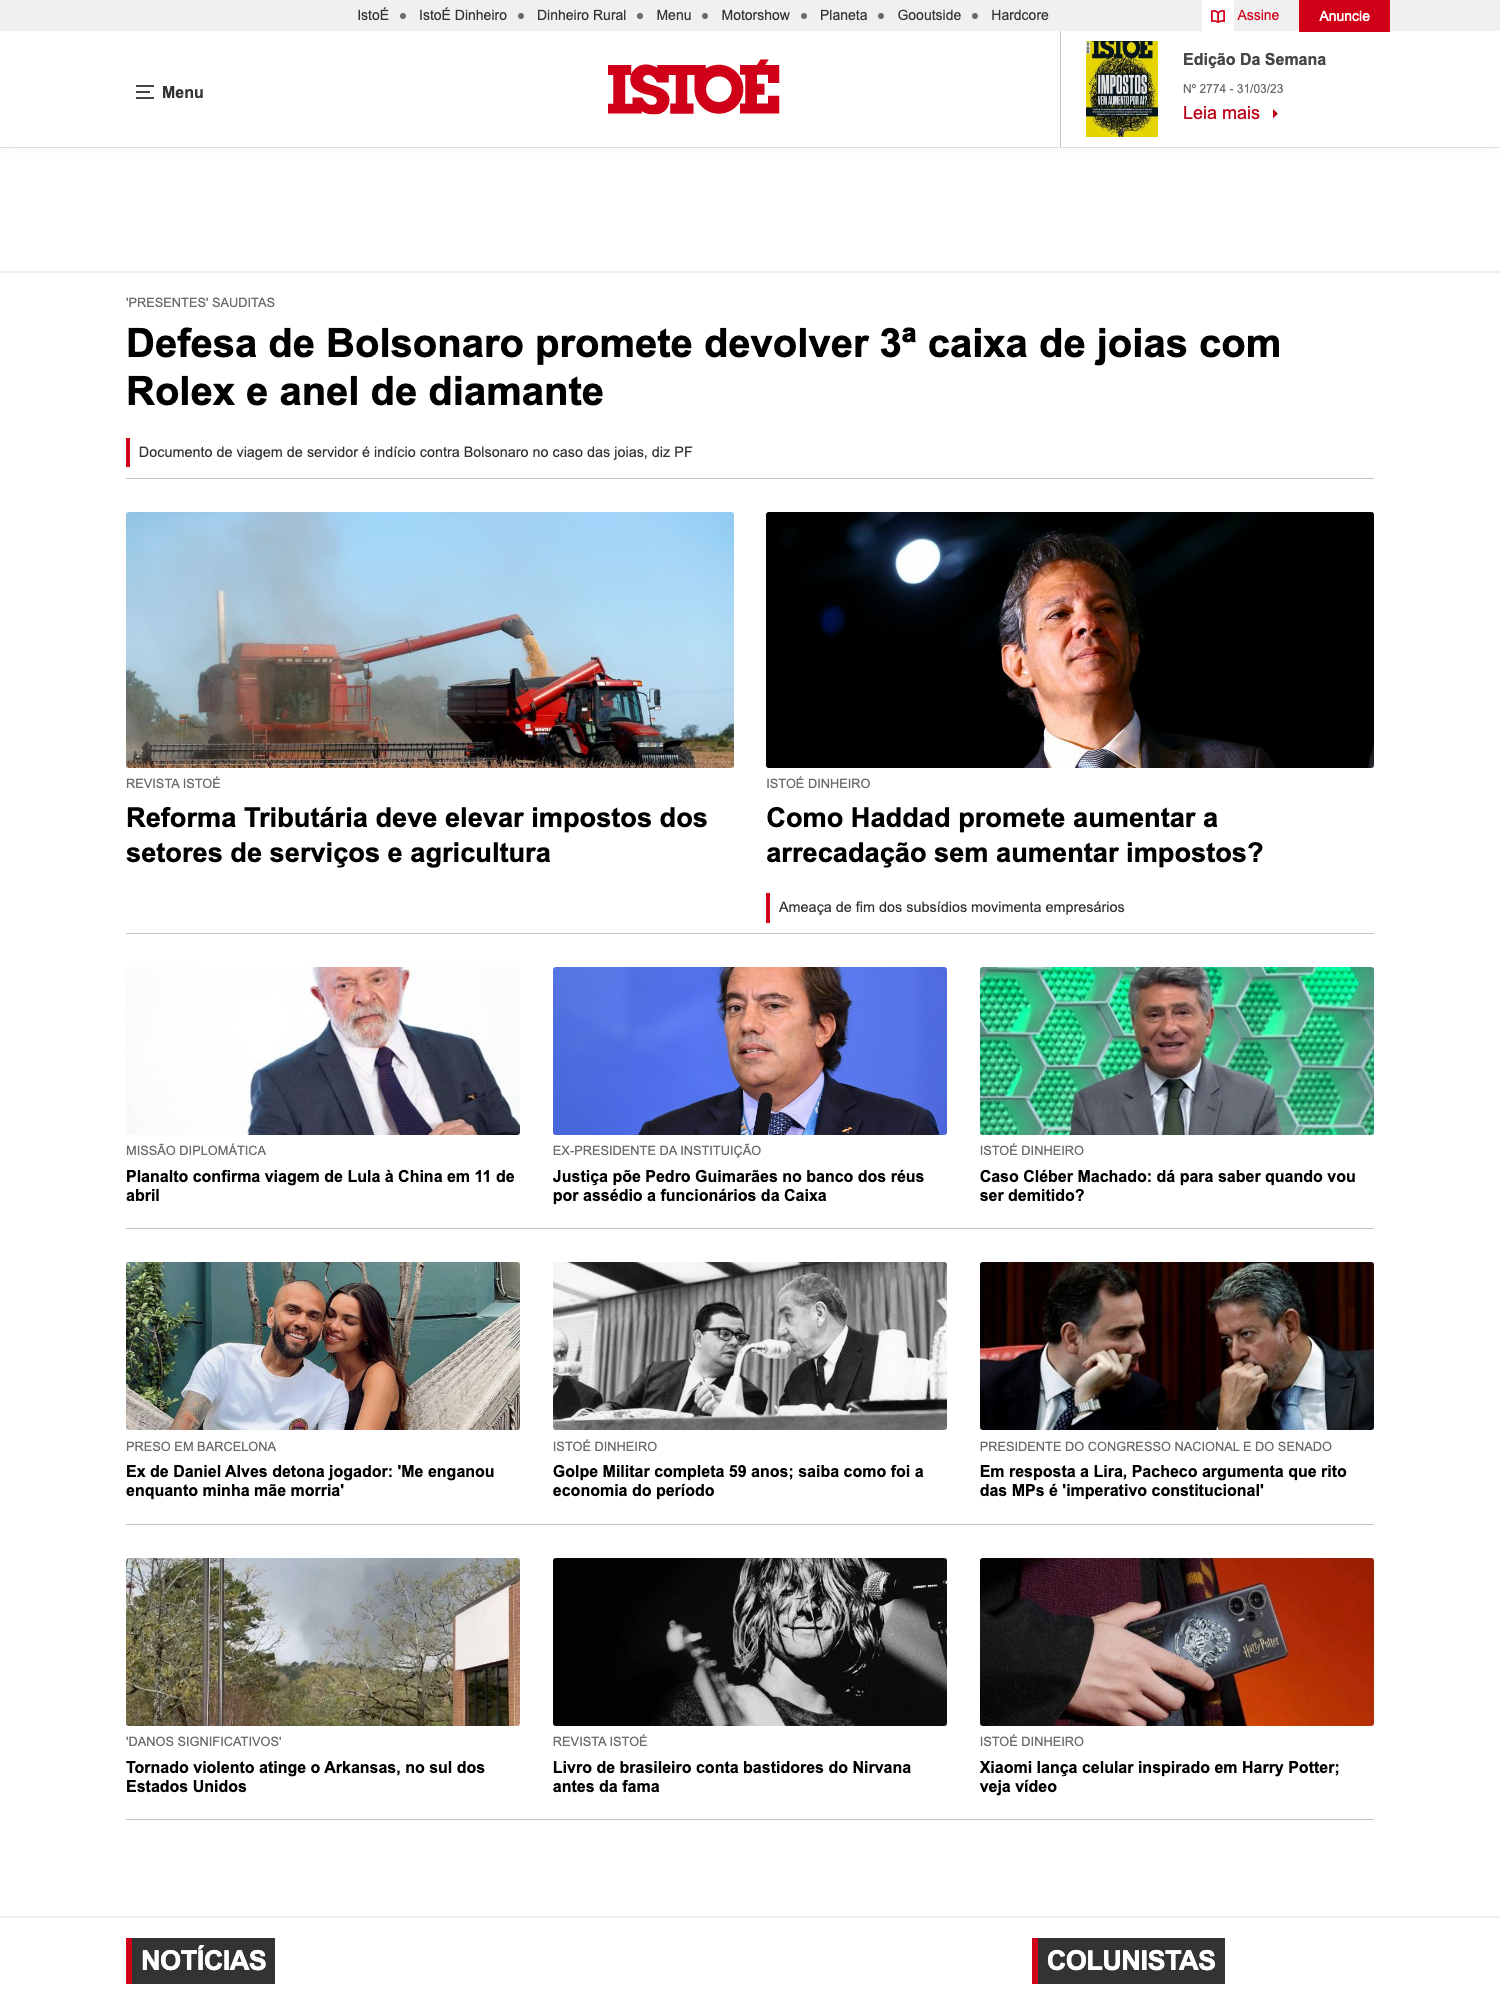 IstoÉ
IstoÉ Dinheiro
Dinheiro Rural
Menu
Motorshow
Planeta
Gooutside
Hardcore
Assine
Anuncie
Menu
ISTOÉ
ISTOÉ
IMPOSTOS
VEM AUMENTO POR AÍ?
Edição Da Semana
Nº 2774 - 31/03/23
Leia mais
'PRESENTES' SAUDITAS
Defesa de Bolsonaro promete devolver 3ª caixa de joias com
Rolex e anel de diamante
Documento de viagem de servidor é indício contra Bolsonaro no caso das joias, diz PF
REVISTA ISTOÉ
Reforma Tributária deve elevar impostos dos
setores de serviços e agricultura
ISTOÉ DINHEIRO
Como Haddad promete aumentar a
arrecadação sem aumentar impostos?
Ameaça de fim dos subsídios movimenta empresários
MISSÃO DIPLOMÁTICA
Planalto confirma viagem de Lula à China em 11 de
abril
EX-PRESIDENTE DA INSTITUIÇÃO
Justiça põe Pedro Guimarães no banco dos réus
por assédio a funcionários da Caixa
ISTOÉ DINHEIRO
Caso Cléber Machado: dá para saber quando vou
ser demitido?
PRESO EM BARCELONA
Ex de Daniel Alves detona jogador: 'Me enganou
enquanto minha mãe morria'
ISTOÉ DINHEIRO
Golpe Militar completa 59 anos; saiba como foi a
economia do período
PRESIDENTE DO CONGRESSO NACIONAL E DO SENADO
Em resposta a Lira, Pacheco argumenta que rito
das MPs é 'imperativo constitucional'
Harry Potter
'DANOS SIGNIFICATIVOS'
Tornado violento atinge o Arkansas, no sul dos
Estados Unidos
REVISTA ISTOÉ
Livro de brasileiro conta bastidores do Nirvana
antes da fama
ISTOÉ DINHEIRO
Xiaomi lança celular inspirado em Harry Potter;
veja vídeo
NOTÍCIAS
COLUNISTAS